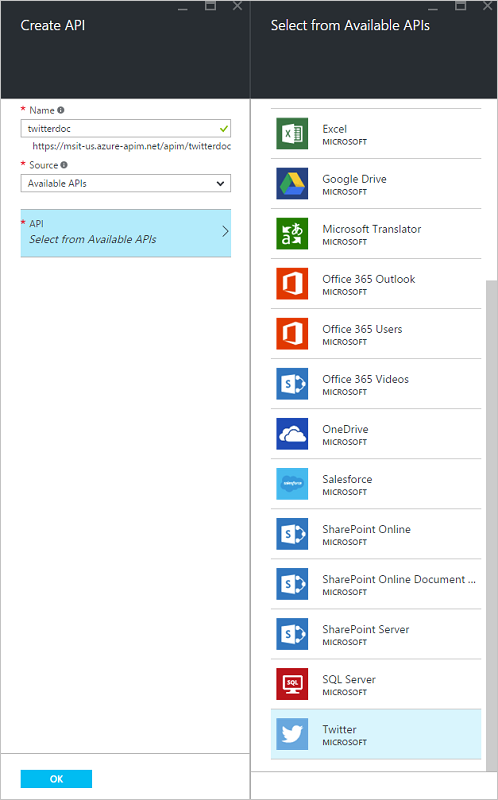 Create API
* Name
twitterdoc
https://msit-us.azure-apim.net/apim/twitterdoc
* Source
Available APIs
* API
Select from Available APIs
OK
Select from Available APIs
Excel
MICROSOFT
Google Drive
MICROSOFT
Microsoft Translator
MICROSOFT
Office 365 Outlook
MICROSOFT
Office 365 Users
MICROSOFT
Office 365 Videos
MICROSOFT
OneDrive
MICROSOFT
salesforce
Salesforce
MICROSOFT
SharePoint Online
MICROSOFT
SharePoint Online Document ...
MICROSOFT
SharePoint Server
MICROSOFT
SQL
SQL Server
MICROSOFT
Twitter
MICROSOFT